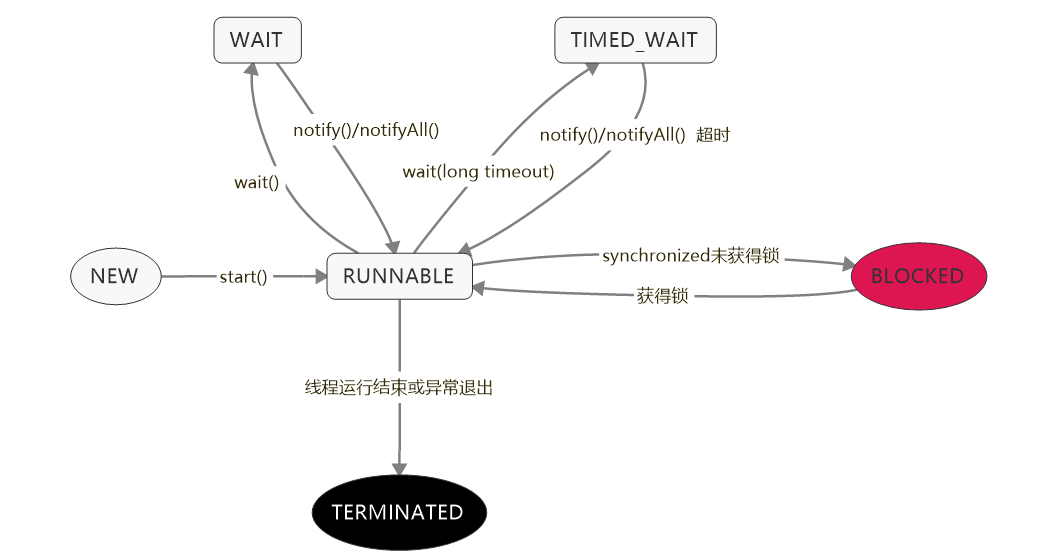 WAIT
TIMED_WAIT
notify()/notifyAll()
notify()/notifyAll() 超时
wait(long timeout)
wait()
synchronized未获得锁
NEW
start()
RUNNABLE
BLOCKED
获得锁
线程运行结束或异常退出
TERMINATED